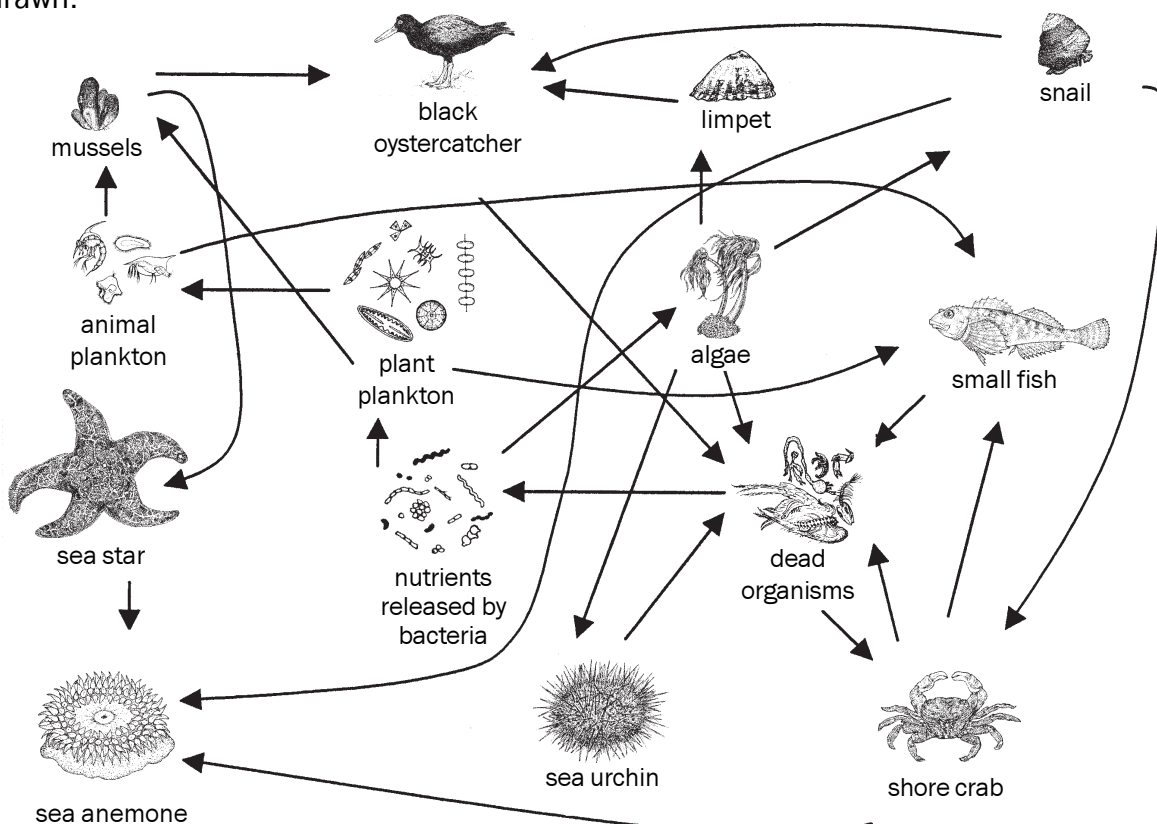 drawn.
snail
black
oystercatcher
limpet
mussels
animal
plankton
plant
plankton
algae
small fish
sea star
nutrients
released by
bacteria
dead
organisms
sea urchin
shore crab
sea anemone